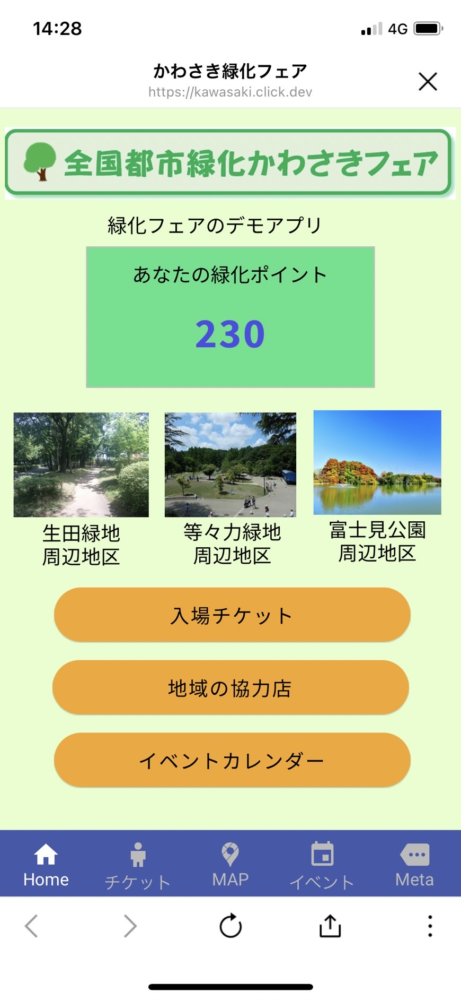 14:28
4G
かわさき緑化フェア
https://kawasaki.click.dev
全国都市緑化かわさきフェア
緑化フェアのデモアプリ
あなたの緑化ポイント
230
生田緑地
周辺地区
等々力緑地
周辺地区
富士見公園
周辺地区
入場チケット
地域の協力店
イベントカレンダー
Home
チケット
MAP
イベント
Meta